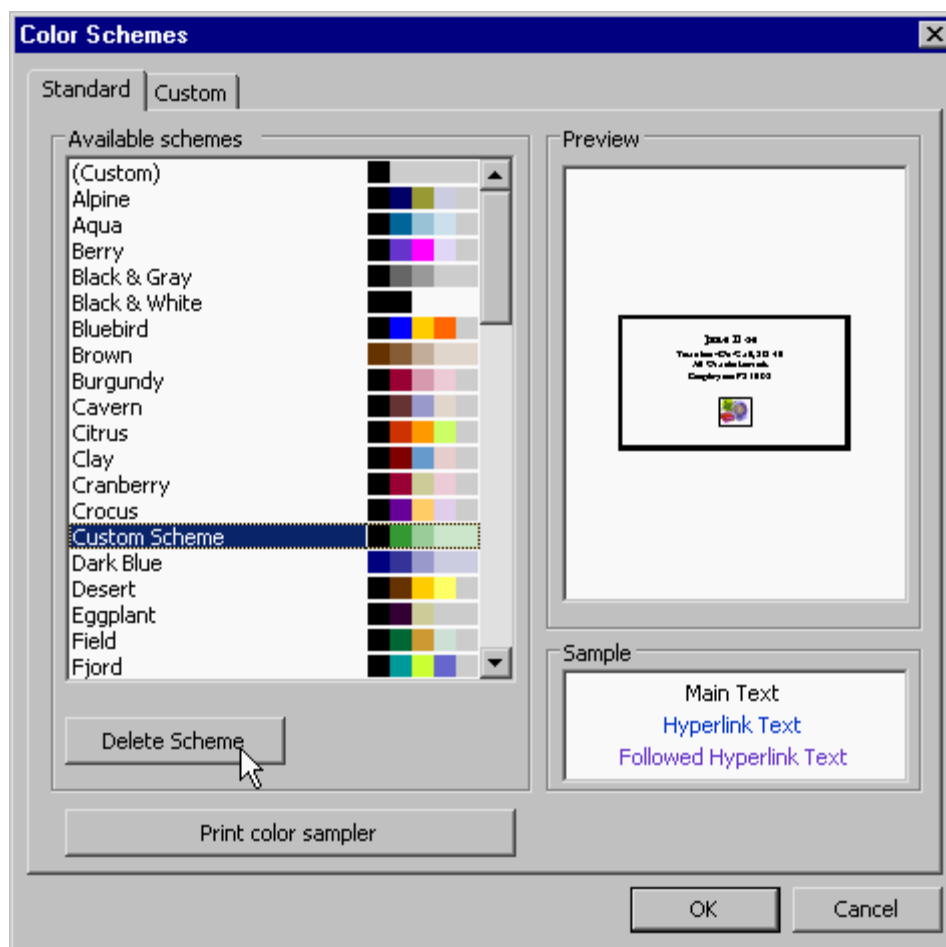 Color Schemes
Standard
Custom
Available schemes
(Custom)
Alpine
Aqua
Berry
Black & Gray
Black & White
Bluebird
Brown
Burgundy
Cavern
Citrus
Clay
Cranberry
Crocus
Custom Scheme
Dark Blue
Desert
Eggplant
Field
Fjord
Delete Scheme
Print color sampler
Preview
Sample
Main Text
Hyperlink Text
Followed Hyperlink Text
OK
Cancel